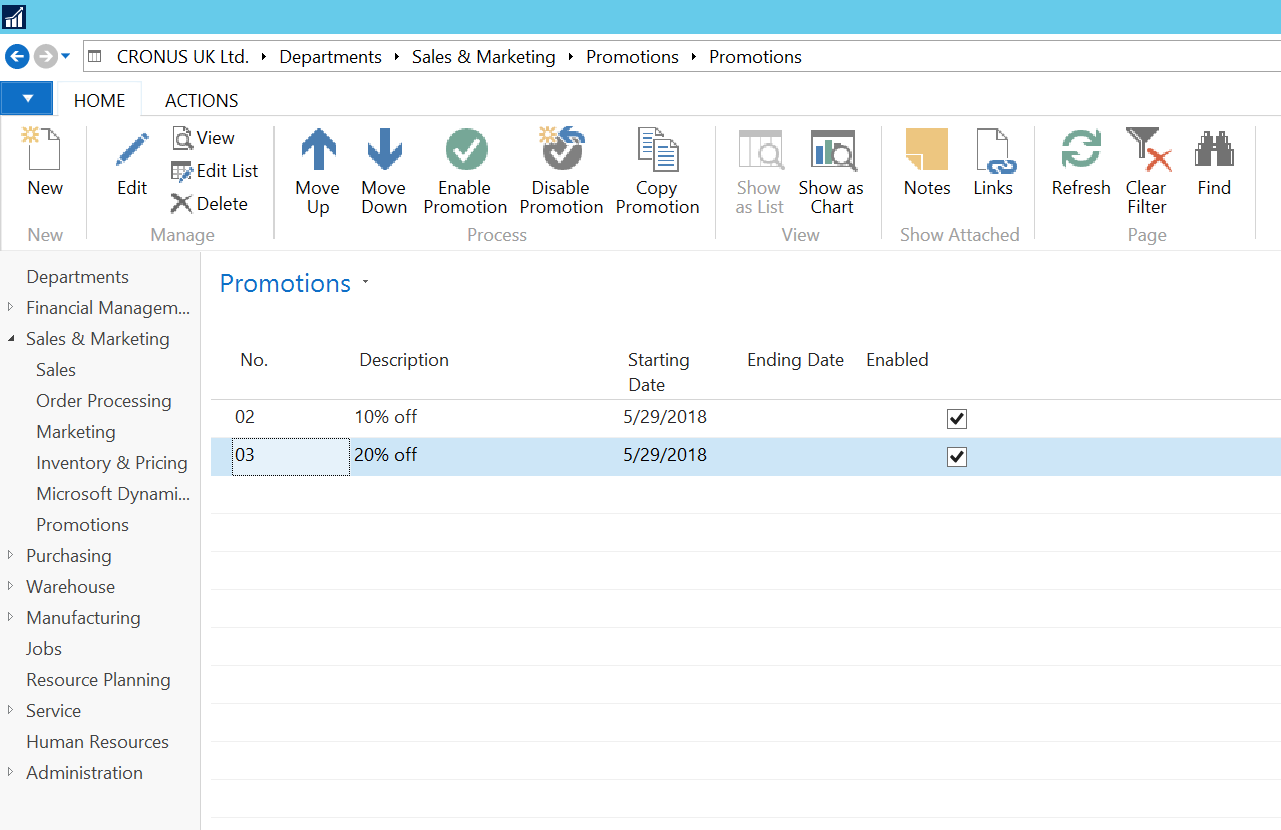 CRONUS UK Ltd. Departments Sales & Marketing Promotions Promotions
HOME ACTIONS
New
Edit
View
Edit List
Delete
Move
Up
Move
Down
Enable
Promotion
Disable
Promotion
Copy
Promotion
Show
as List
Show as
Chart
Notes
Links
Refresh
Clear
Filter
Find
New Manage Process View Show Attached Page
Departments
Financial Managem...
Sales & Marketing
Sales
Order Processing
Marketing
Inventory & Pricing
Microsoft Dynami...
Promotions
Purchasing
Warehouse
Manufacturing
Jobs
Resource Planning
Service
Human Resources
Administration
Promotions
No. Description Starting
Date Ending Date Enabled
02 10% off 5/29/2018
03 20% off 5/29/2018